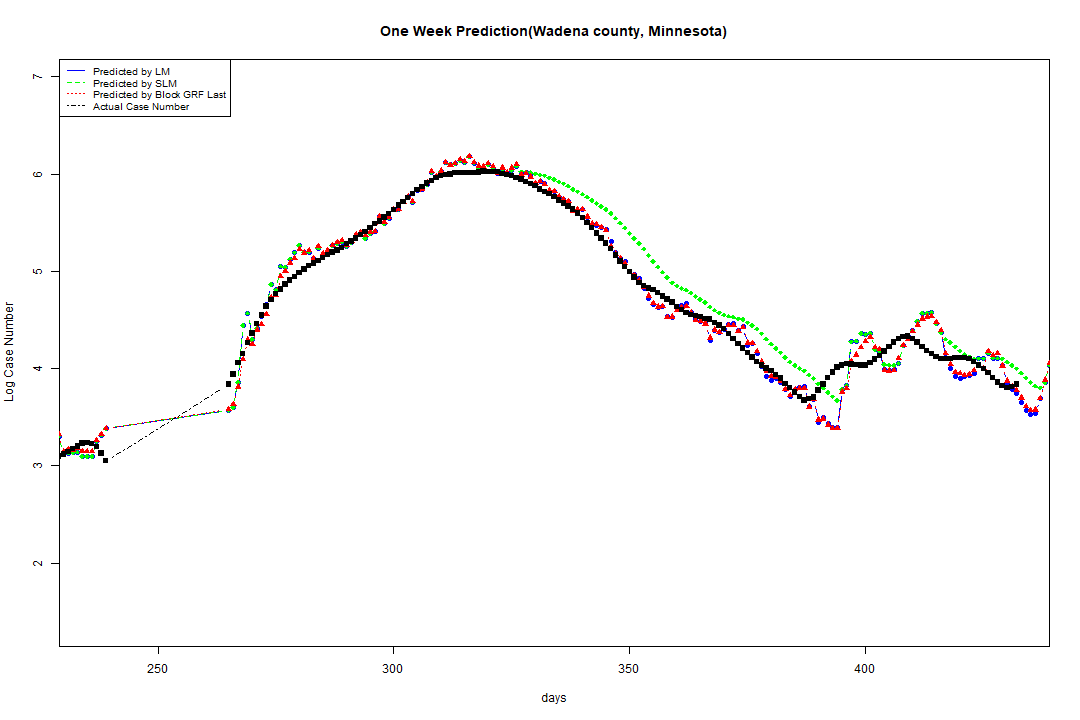 One Week Prediction(Wadena county, Minnesota)
Predicted by LM
Predicted by SLM
Predicted by Block GRF Last
Actual Case Number
7
6
5
4
3
2
Log Case Number
250 300 350 400
days